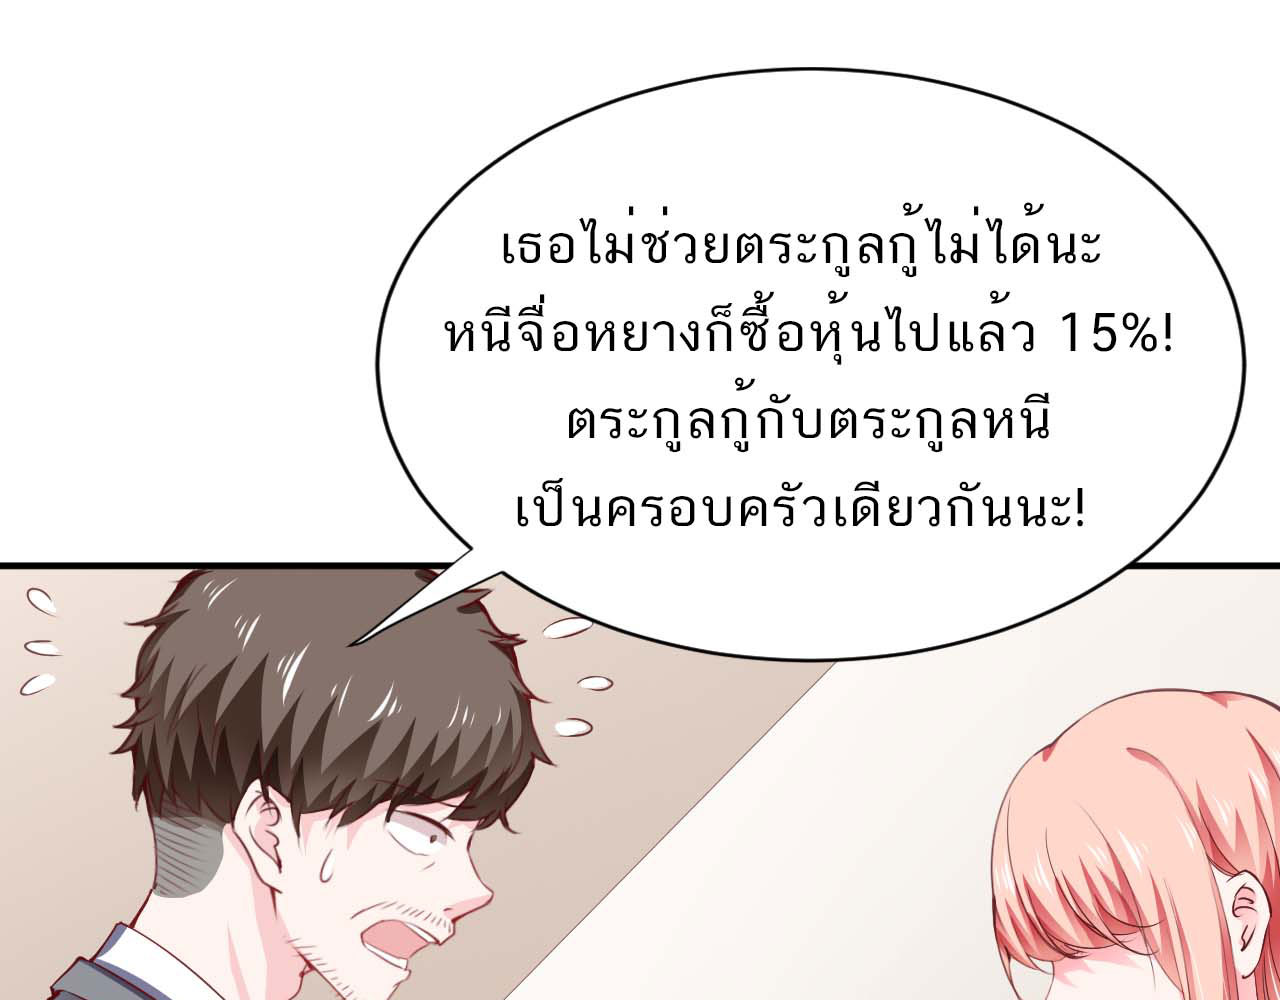 เธอไม่ช่วยตระกูลกู้ไม่ได้นะ
หนีจื่อหยางก็ซื้อหุ้นไปแล้ว 15%!
ตระกูลกู้กับตระกูลหนี
เป็นครอบครัวเดียวกันนะ!